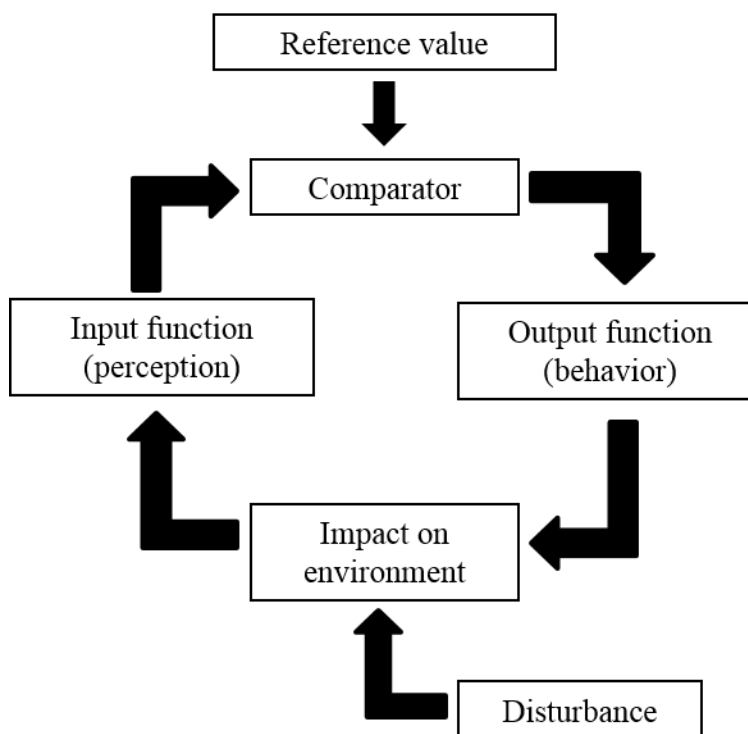 Reference value
Comparator
Input function
(perception)
Output function
(behavior)
Impact on
environment
Disturbance